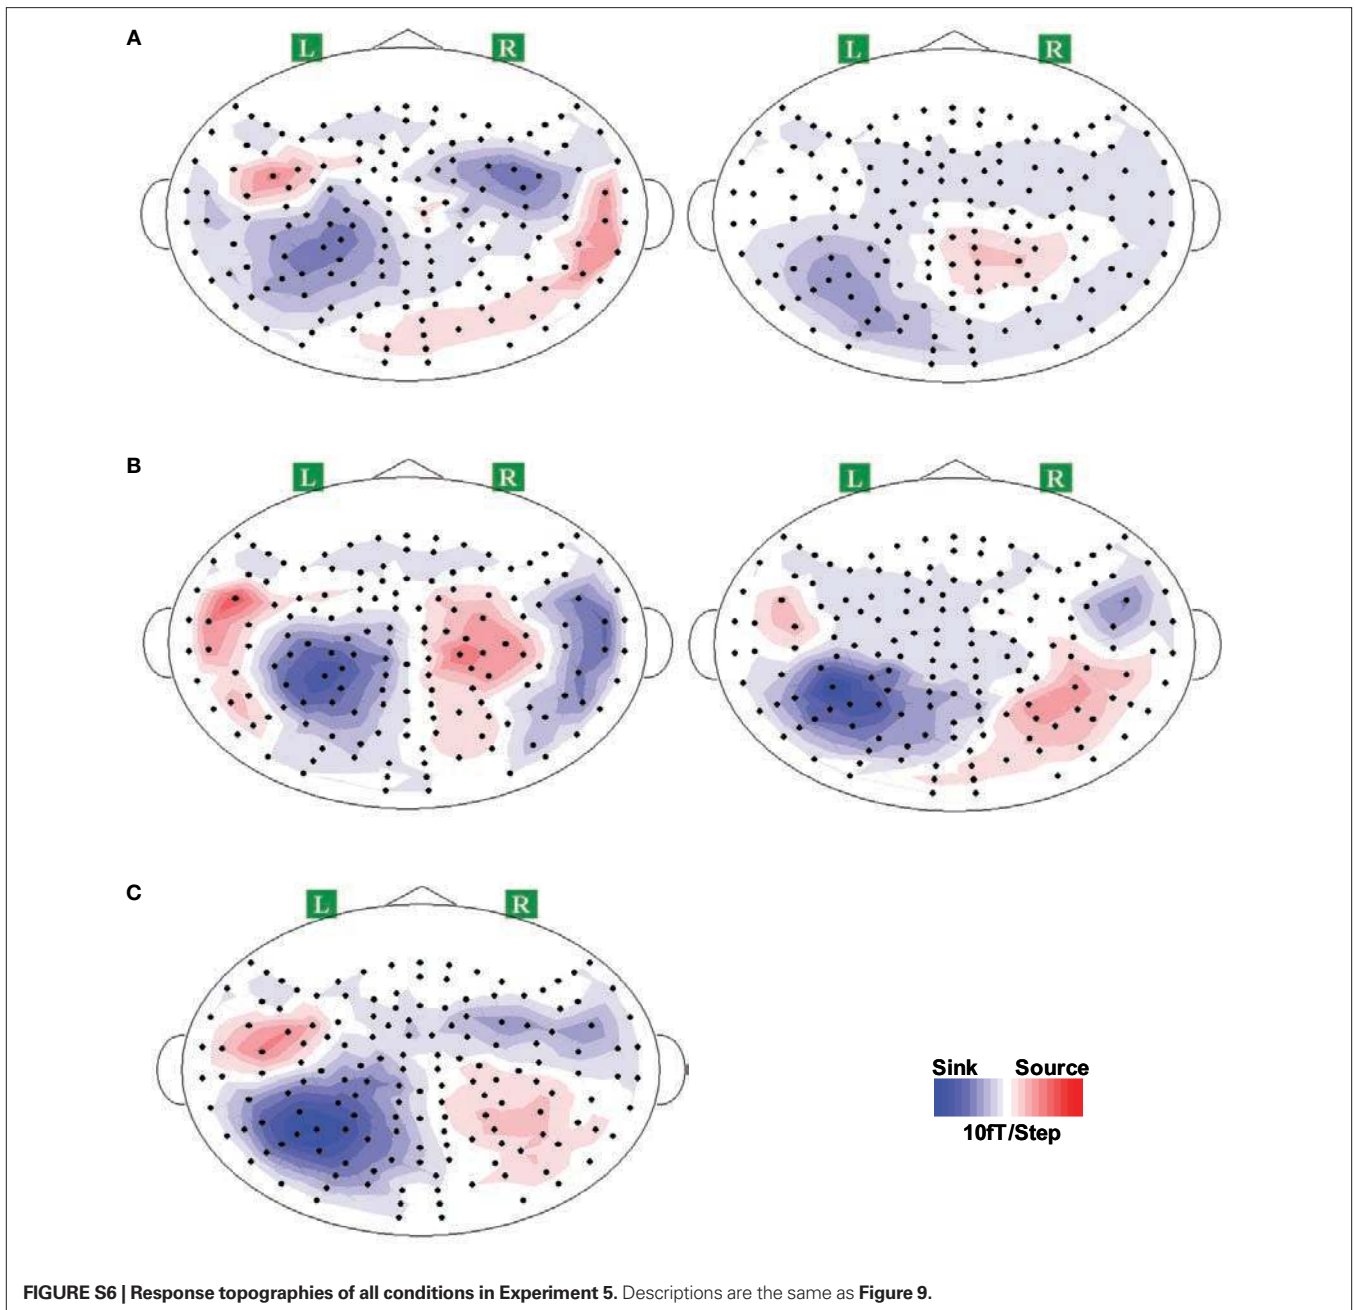 A
L R
L R
B
L R
L R
C
L R
Sink Source
10fT/Step
FIGURE S6 | Response topographies of all conditions in Experiment 5. Descriptions are the same as Figure 9.